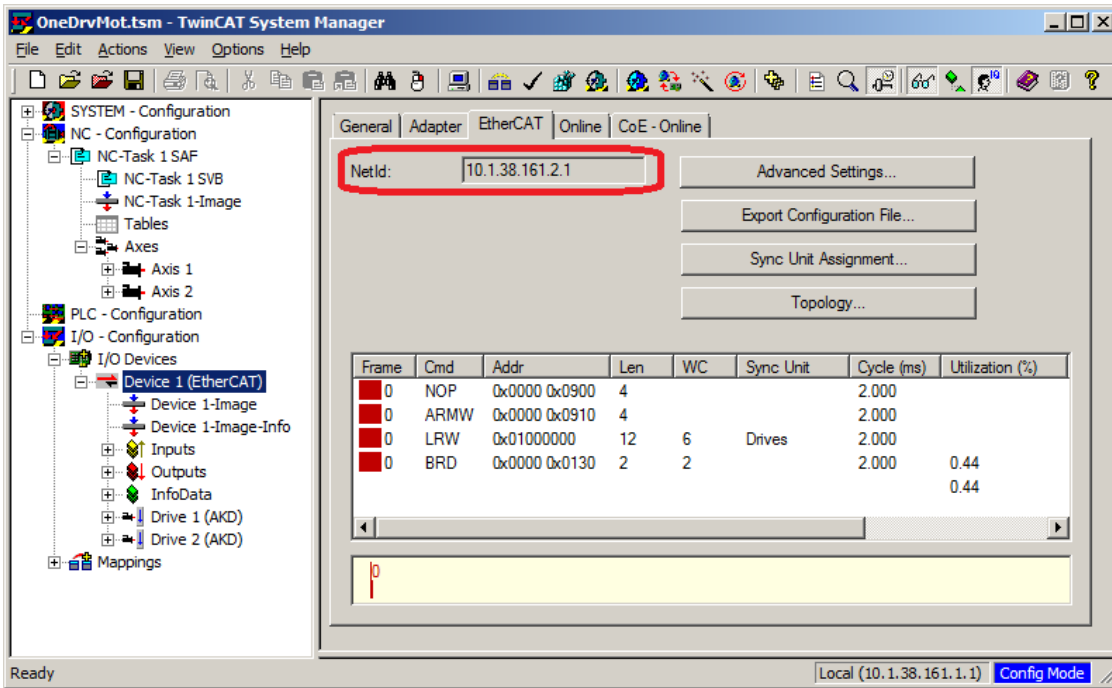 OneDrvMot.tsm - TwinCAT System Manager
File Edit Actions View Options Help
SYSTEM - Configuration
NC - Configuration
NC-Task 1 SAF
NC-Task 1 SVB
NC-Task 1-Image
Tables
Axes
Axis 1
Axis 2
PLC - Configuration
I/O - Configuration
I/O Devices
Device 1 (EtherCAT)
Device 1-Image
Device 1-Image-Info
Inputs
Outputs
InfoData
Drive 1 (AKD)
Drive 2 (AKD)
Mappings
General Adapter EtherCAT Online CoE - Online
NetId: 10.1.38.161.2.1
Advanced Settings...
Export Configuration File...
Sync Unit Assignment...
Topology...
Frame Cmd Addr Len WC Sync Unit Cycle (ms) Utilization (%)
0 NOP 0x0000 0x0900 4 2.000
0 ARMW 0x0000 0x0910 4 2.000
0 LRW 0x01000000 12 6 Drives 2.000
0 BRD 0x0000 0x0130 2 2 2.000 0.44
0.44
0
Ready Local (10.1.38.161.1.1) Config Mode